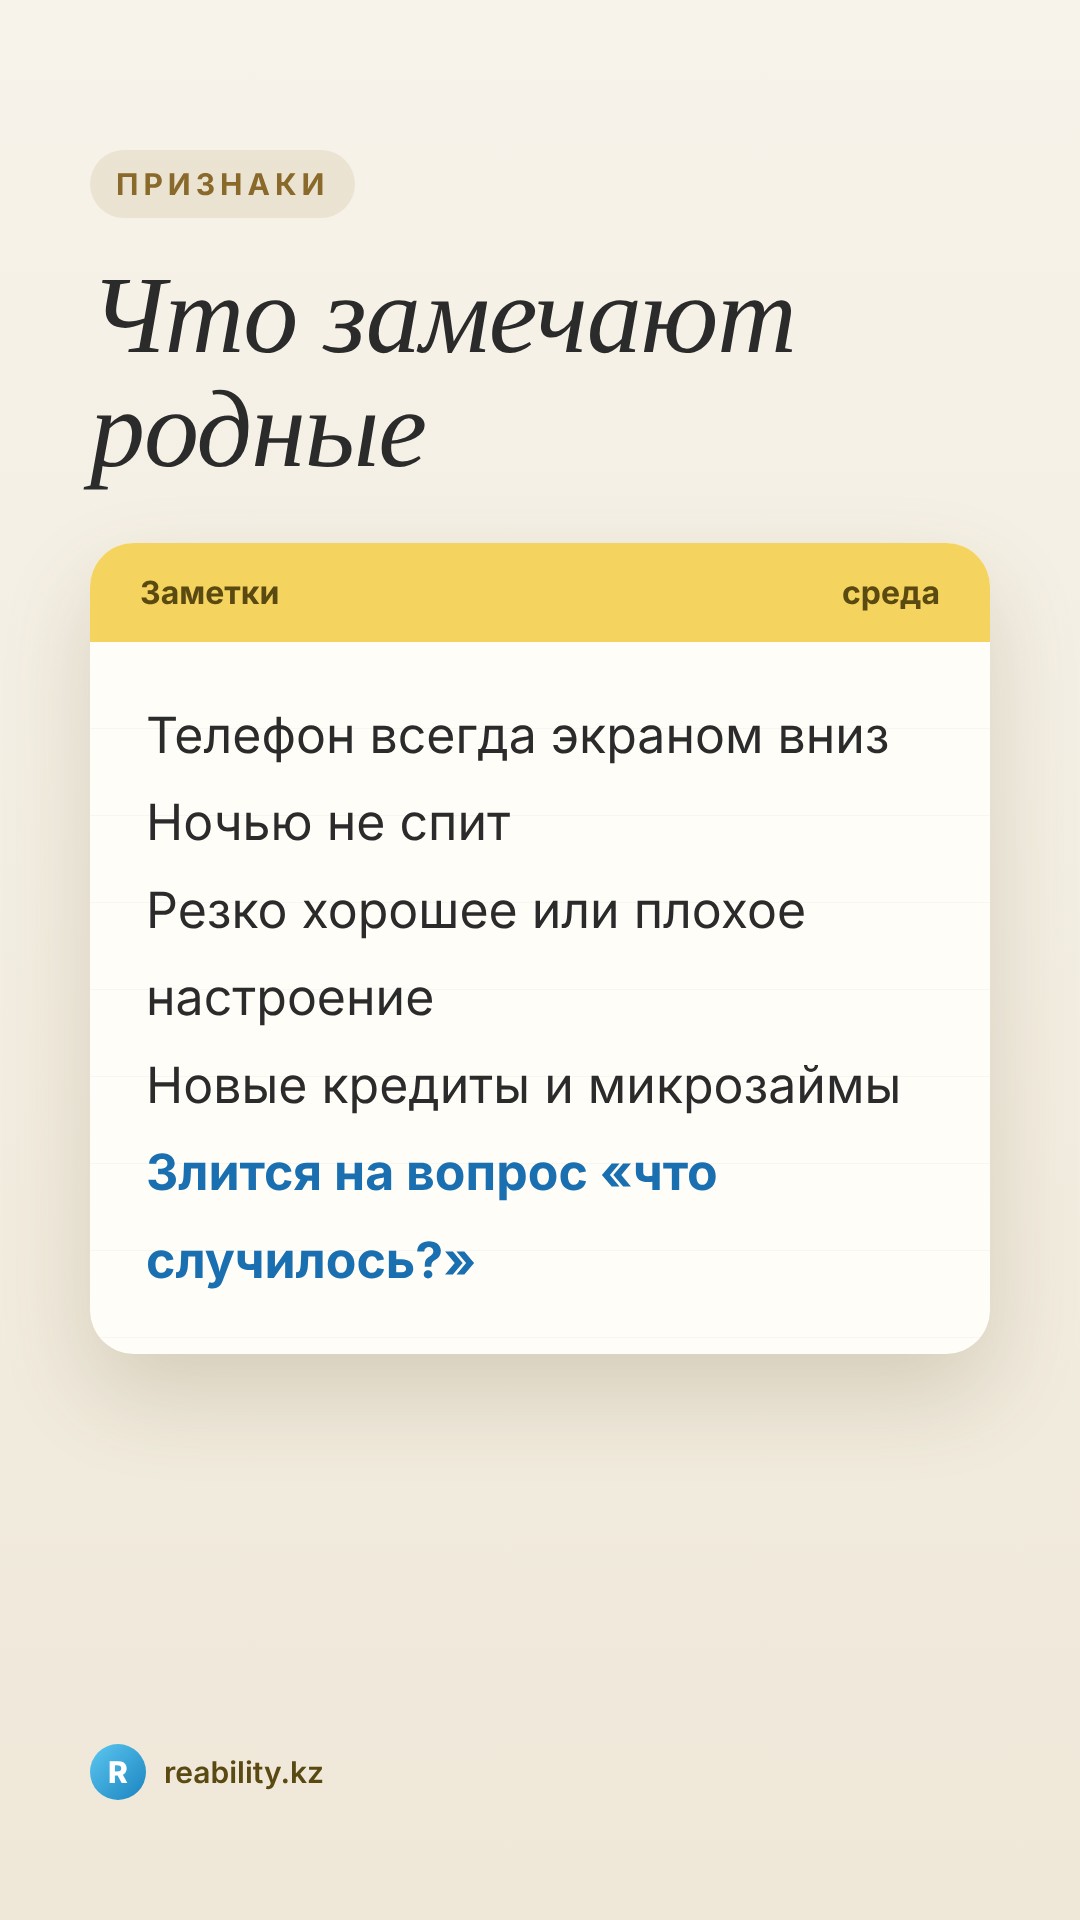 ПРИЗНАКИ
Что замечают
родные
Заметки
среда
Телефон всегда экраном вниз
Ночью не спит
Резко хорошее или плохое
настроение
Новые кредиты и микрозаймы
Злится на вопрос «что
случилось?»
R
reability.kz